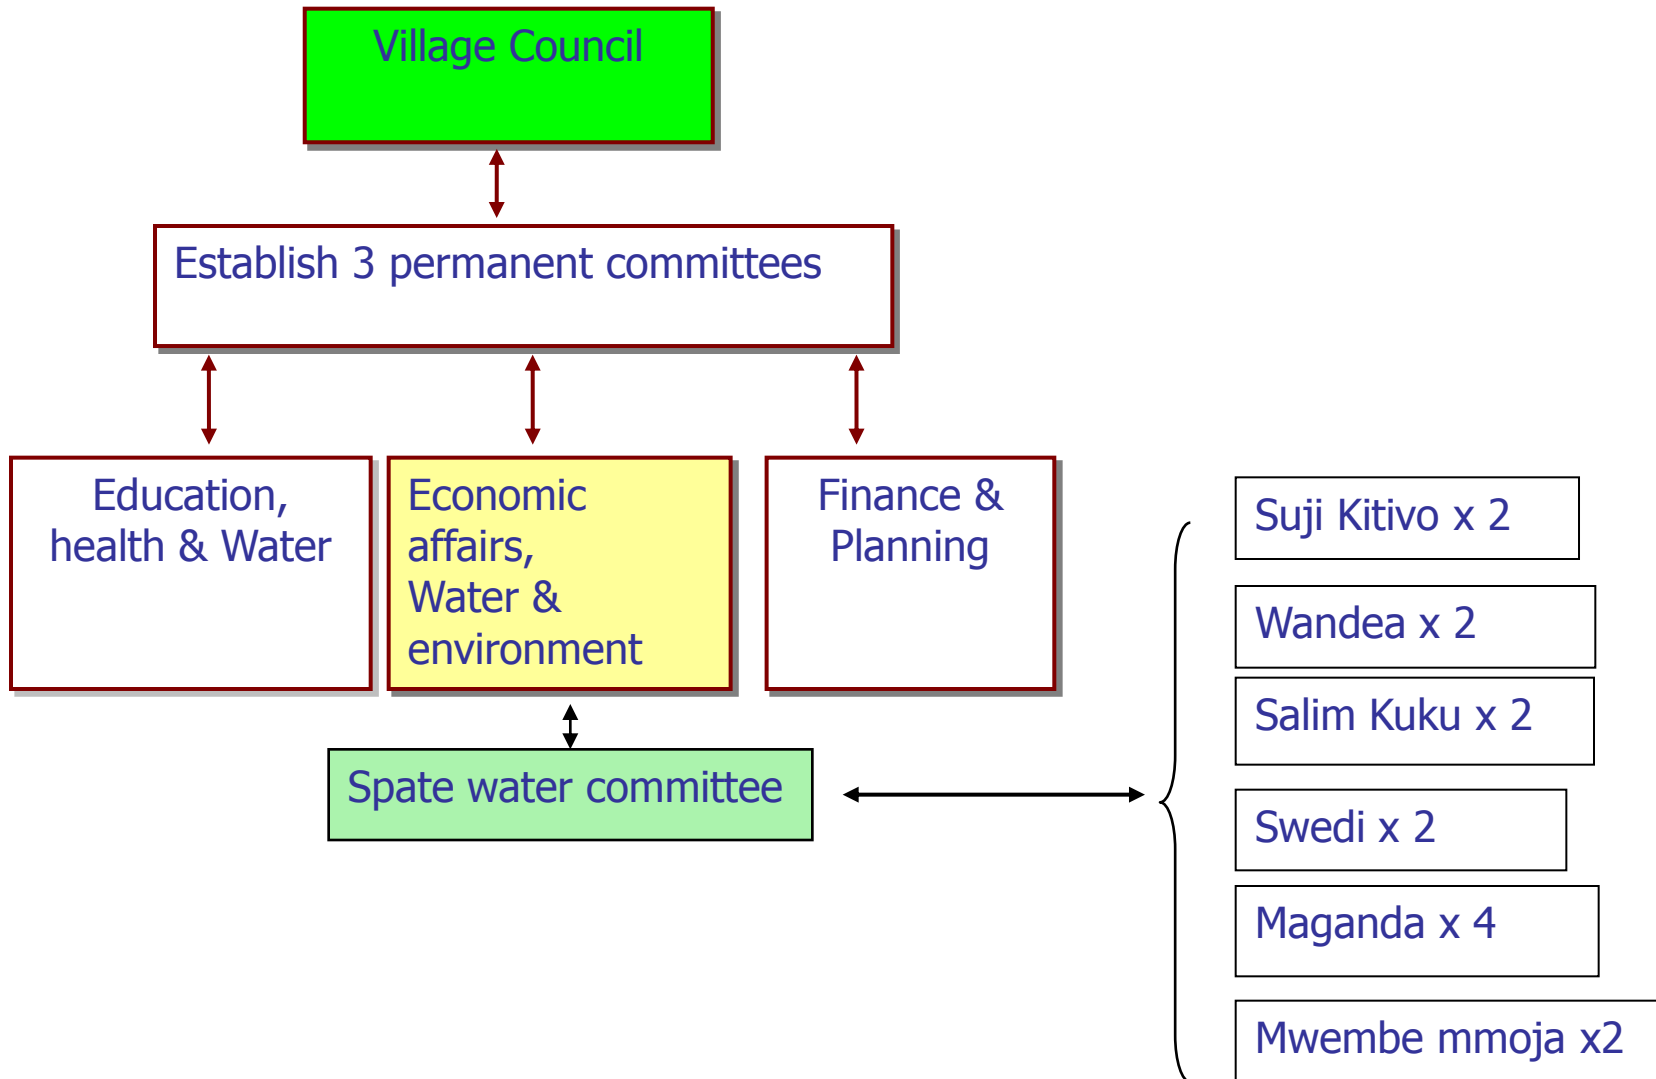 Village Council
Establish 3 permanent committees
Education,
health & Water
Economic
affairs,
Water &
environment
Finance &
Planning
Spate water committee
Suji Kitivo x 2
Wandea x 2
Salim Kuku x 2
Swedi x 2
Maganda x 4
Mwembe mmoja x2